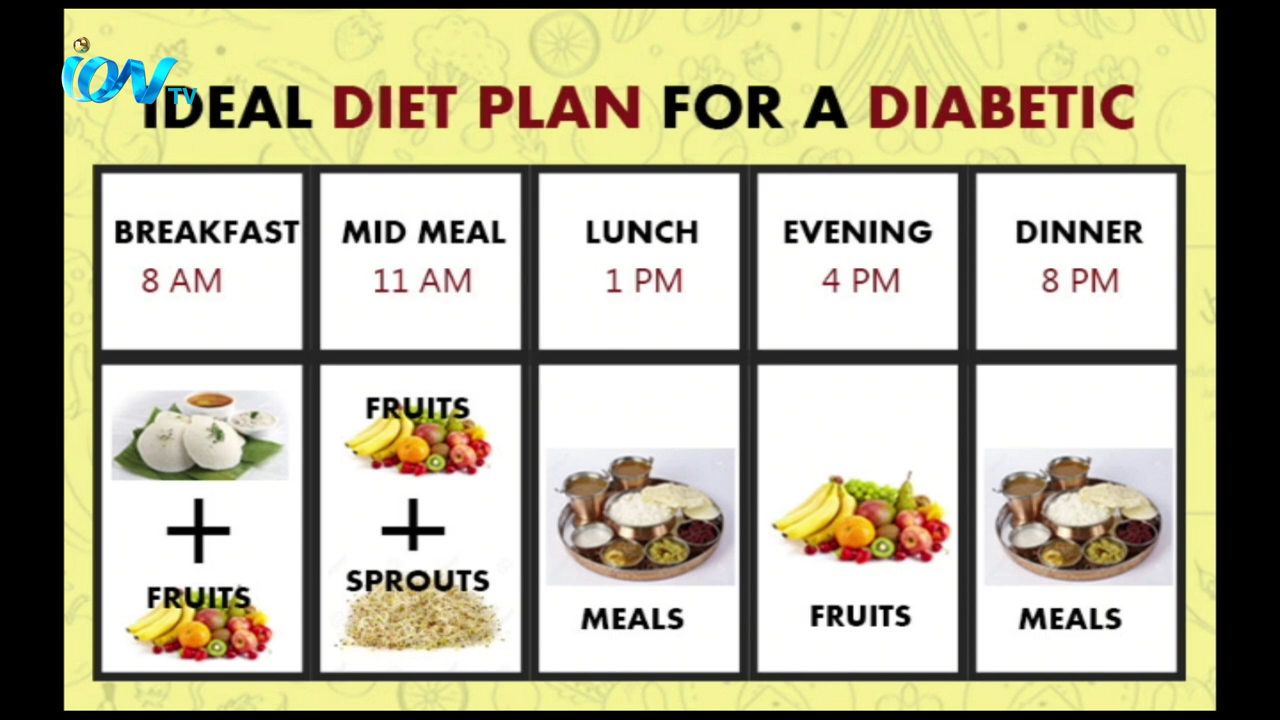 iON TV
IDEAL DIET PLAN FOR A DIABETIC
BREAKFAST
8 AM
MID MEAL
11 AM
LUNCH
1 PM
EVENING
4 PM
DINNER
8 PM
+
FRUITS
FRUITS
+
SPROUTS
MEALS
FRUITS
MEALS